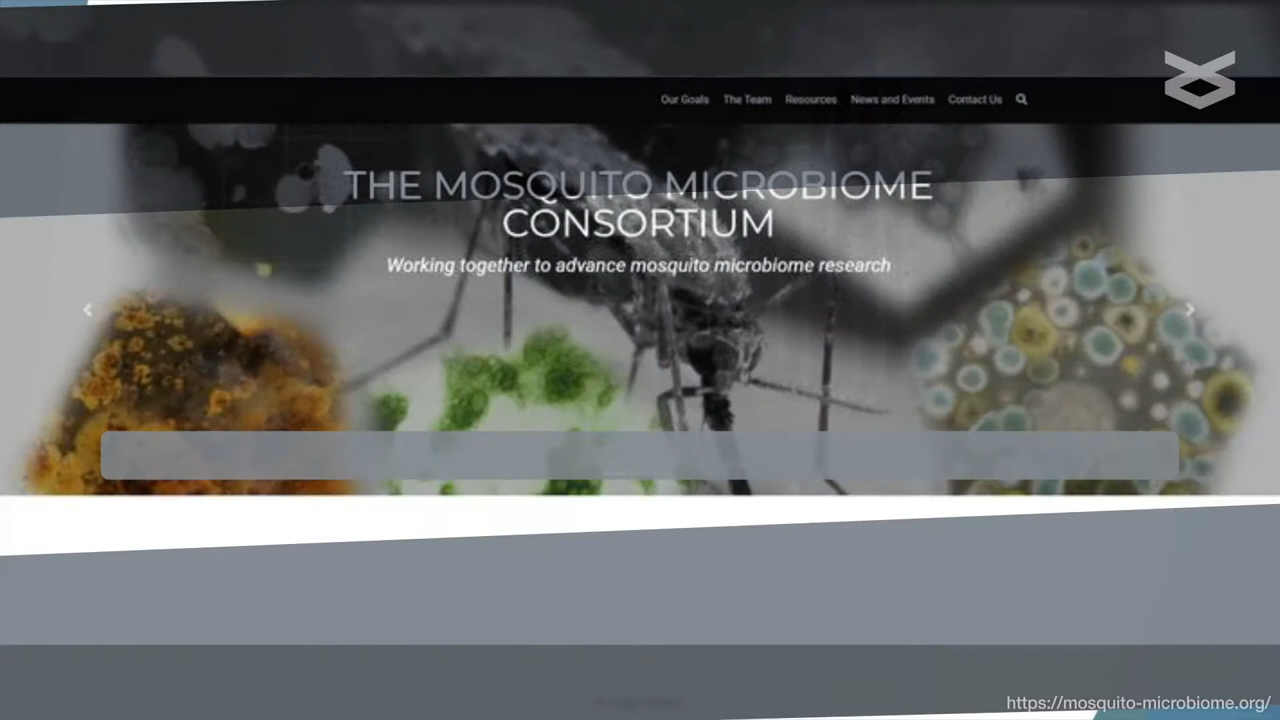 Our Goals The Team Resources News and Events Contact Us
THE MOSQUITO MICROBIOME
CONSORTIUM
Working together to advance mosquito microbiome research
https://mosquito-microbiome.org/